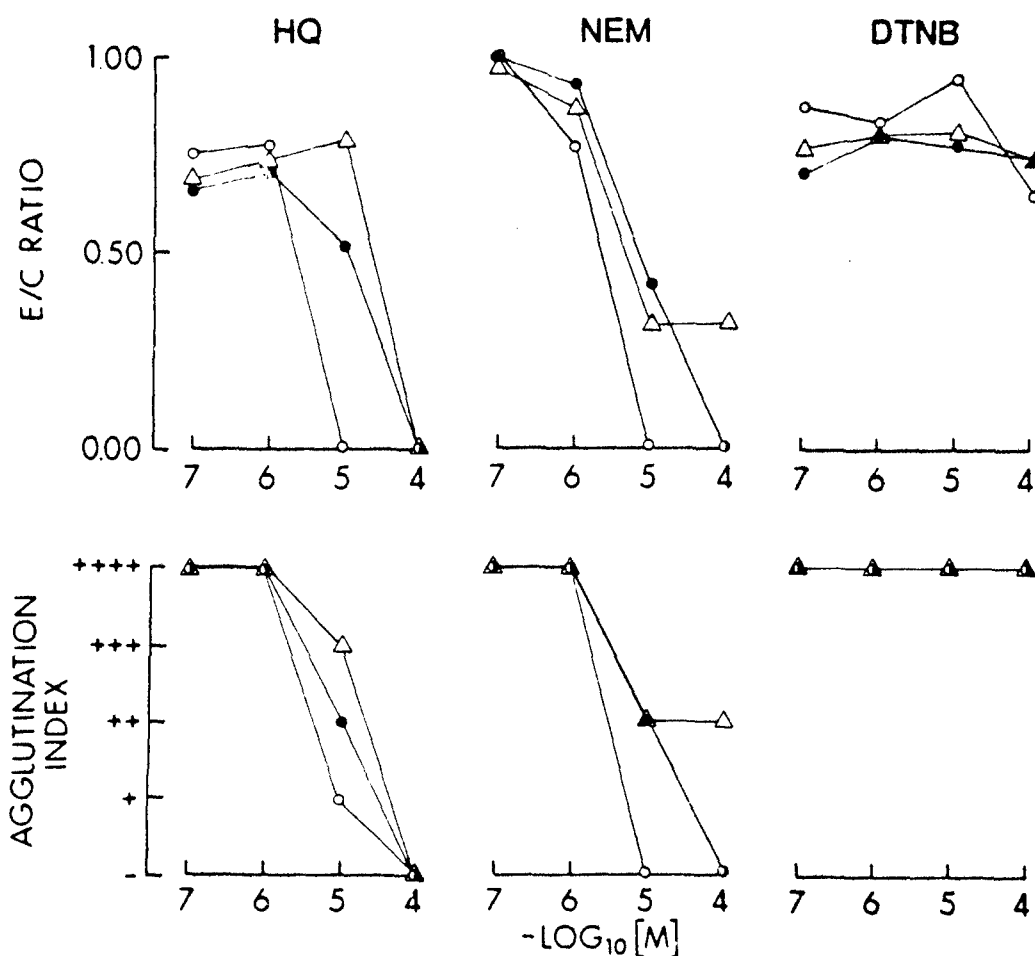 HQ NEM DTNB
1.00
0.50
0.00
E/C RATIO
7 6 5 4 7 6 5 4 7 6 5 4
++++
+++
++
+
-
AGGLUTINATION
INDEX
7 6 5 4 7 6 5 4 7 6 5 4
-LOG10 [M]